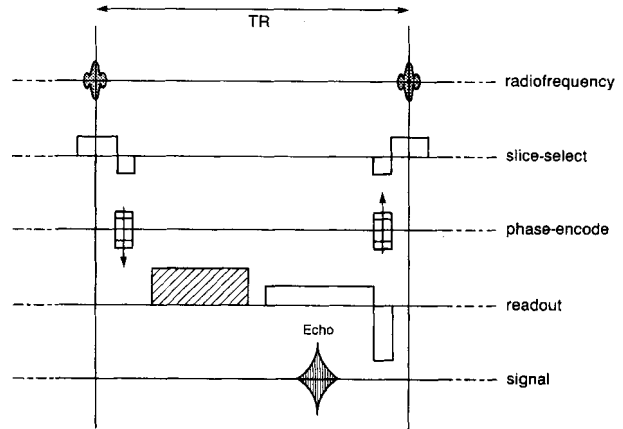 TR
radiofrequency
slice-select
phase-encode
readout
Echo
signal